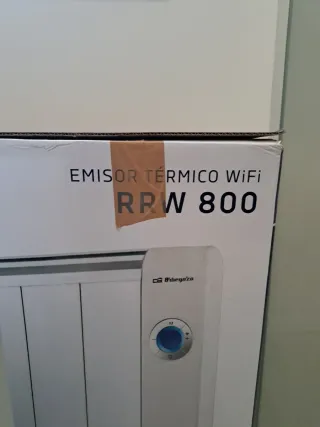 EMISOR TÉRMICO WiFi
RRW 800
Orbegozo